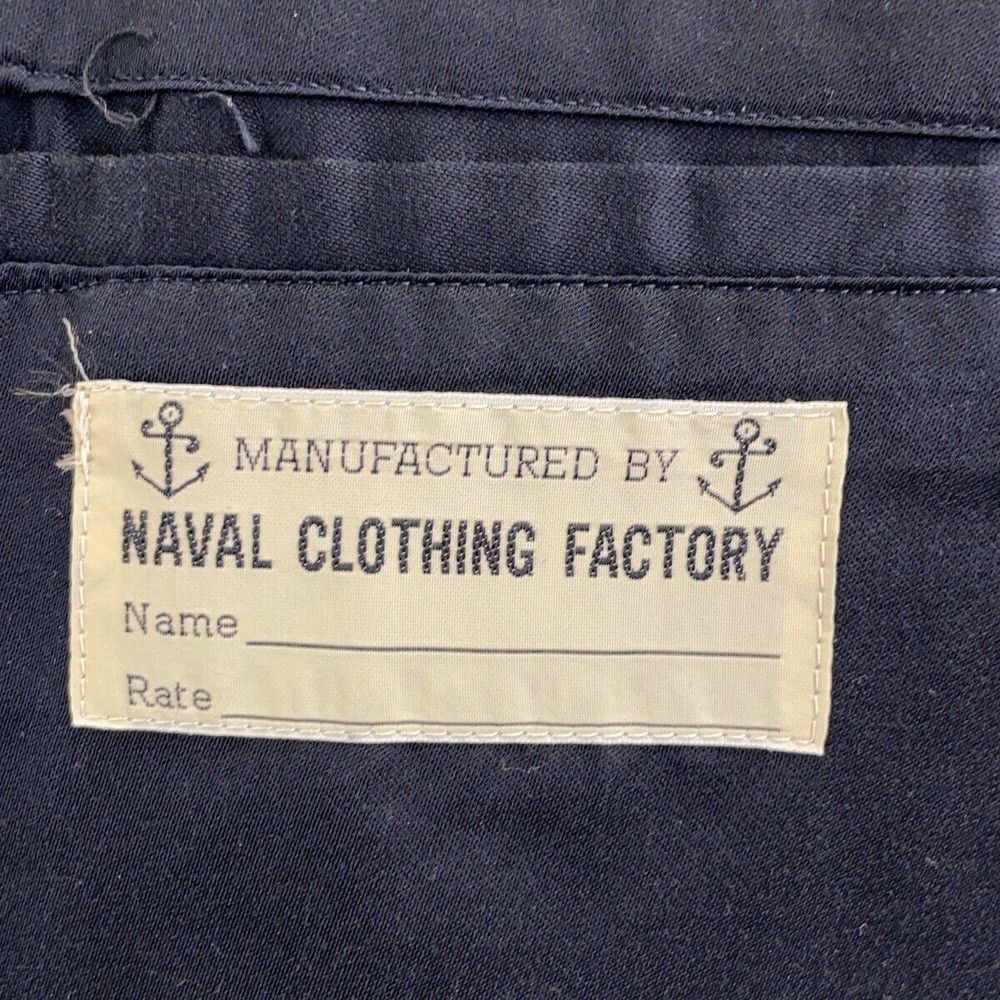 MANUFACTURED BY
NAVAL CLOTHING FACTORY
Name
Rate